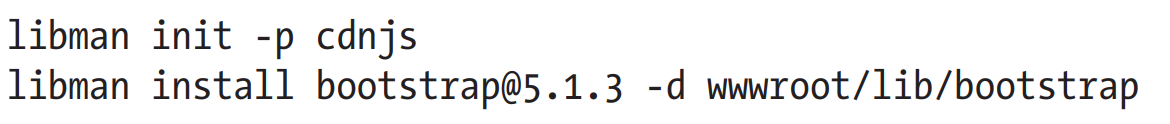 libman init -p cdnjs
libman install bootstrap@5.1.3 -d wwwroot/lib/bootstrap